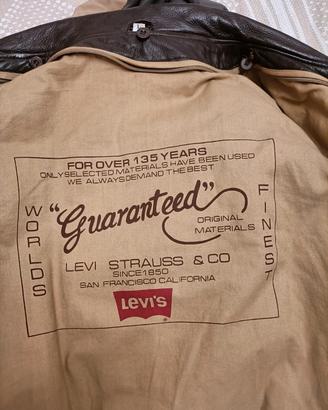 FOR OVER 135 YEARS
ONLY SELECTED MATERIALS HAVE BEEN USED
WE ALWAYS DEMAND THE BEST
WORLDS
"Guaranteed"
ORIGINAL
MATERIALS
FINEST
LEVI STRAUSS & CO
SINCE 1850
SAN FRANCISCO CALIFORNIA
LEVI'S